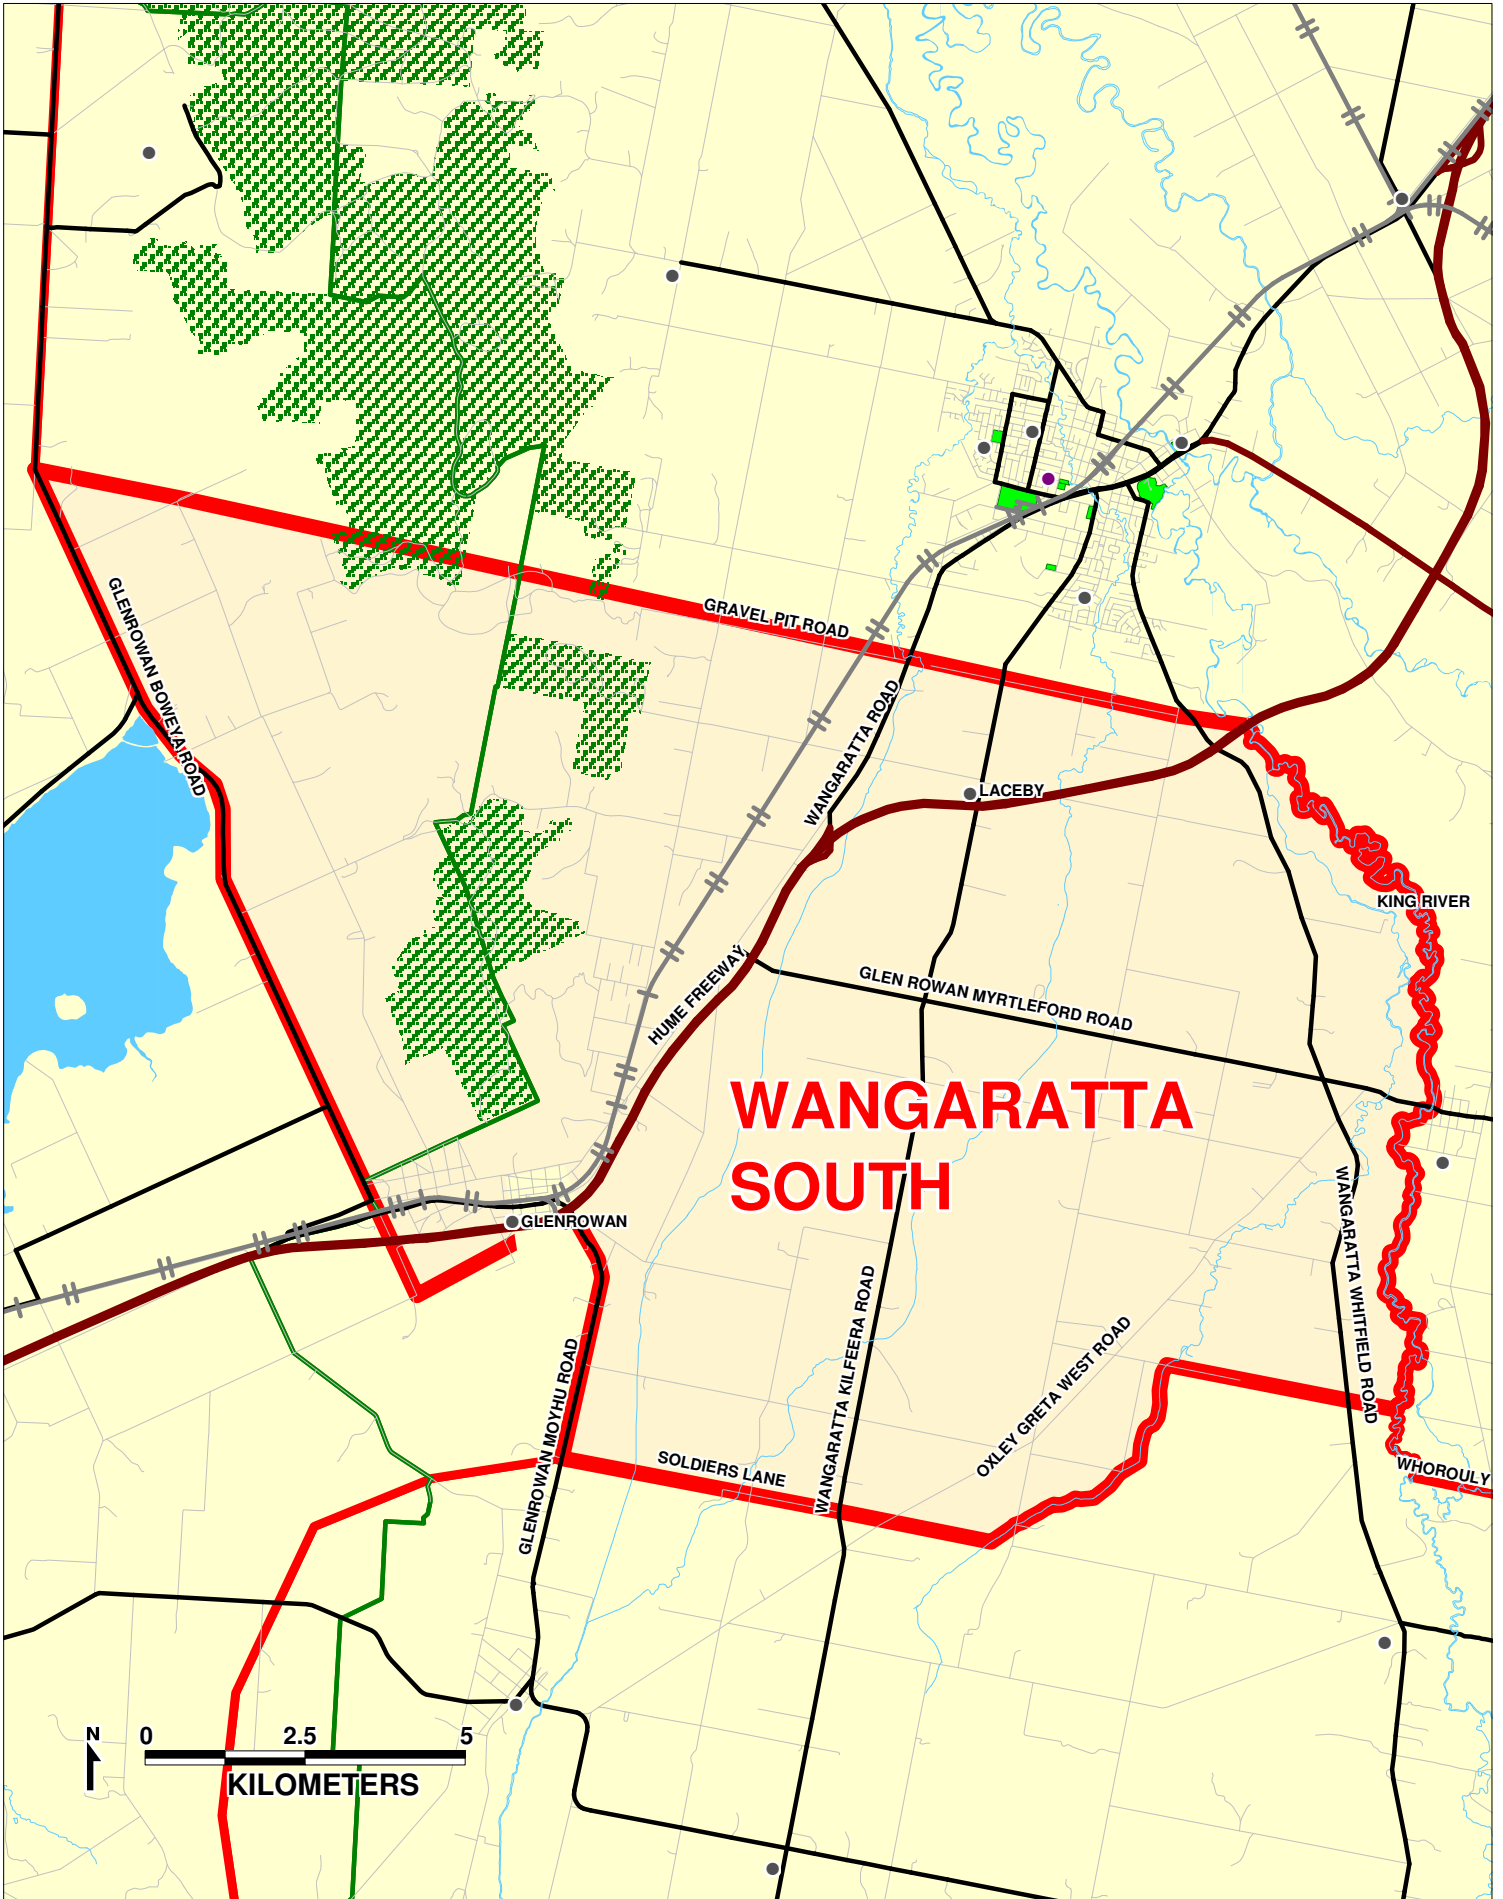 GRAVEL PIT ROAD
GLENROWAN BOWEYA ROAD
WANGARATTA ROAD
LACEBY
KING RIVER
HUME FREEWAY
GLEN ROWAN MYRTLEFORD ROAD
WANGARATTA
SOUTH
GLENROWAN
WANGARATTA WHITFIELD ROAD
WANGARATTA KILFEERA ROAD
OXLEY GRETA WEST ROAD
GLENROWAN MOYHU ROAD
SOLDIERS LANE
WHOROULY
N
0 2.5 5
KILOMETERS